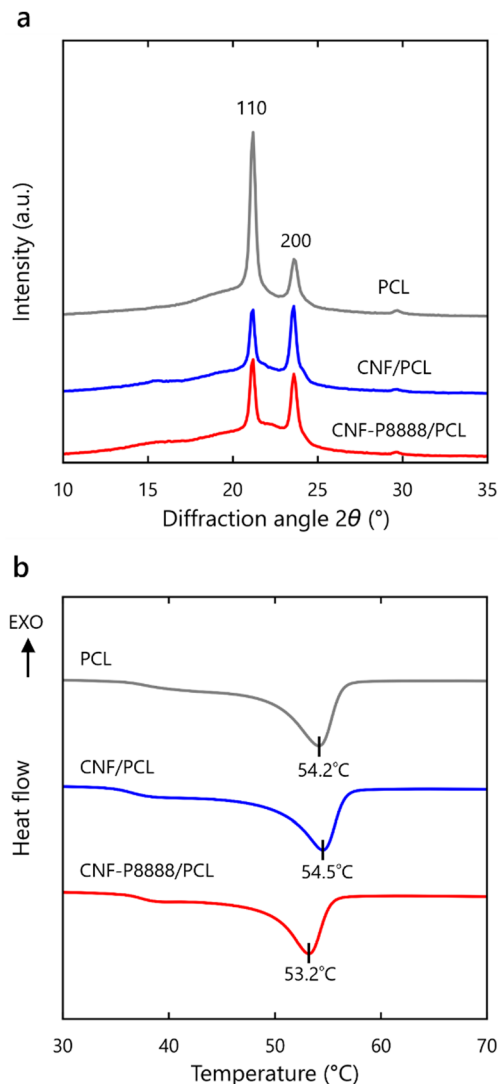 a
110
200
PCL
CNF/PCL
CNF-P8888/PCL
Intensity (a.u.)
10 15 20 25 30 35
Diffraction angle 2θ (°)
b
EXO
PCL
54.2°C
CNF/PCL
54.5°C
CNF-P8888/PCL
53.2°C
Heat flow
30 40 50 60 70
Temperature (°C)